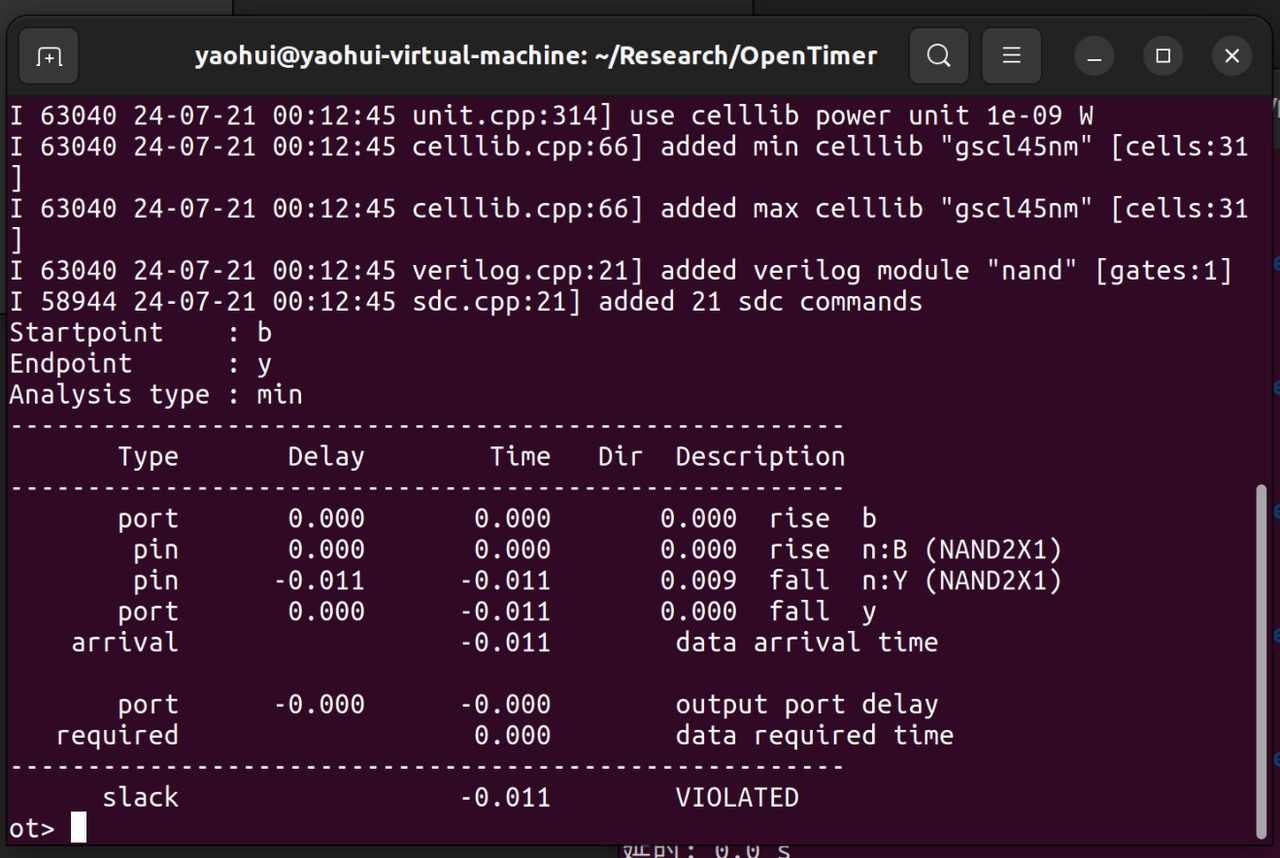 yaohui@yaohui-virtual-machine: ~/Research/OpenTimer
I 63040 24-07-21 00:12:45 unit.cpp:314] use celllib power unit 1e-09 W
I 63040 24-07-21 00:12:45 celllib.cpp:66] added min celllib "gscl45nm" [cells:31
]
I 63040 24-07-21 00:12:45 celllib.cpp:66] added max celllib "gscl45nm" [cells:31
]
I 63040 24-07-21 00:12:45 verilog.cpp:21] added verilog module "nand" [gates:1]
I 58944 24-07-21 00:12:45 sdc.cpp:21] added 21 sdc commands
Startpoint    : b
Endpoint      : y
Analysis type : min
------------------------------------------------------
       Type       Delay        Time   Dir  Description
------------------------------------------------------
       port       0.000       0.000       0.000  rise  b
        pin       0.000       0.000       0.000  rise  n:B (NAND2X1)
        pin      -0.011      -0.011       0.009  fall  n:Y (NAND2X1)
       port       0.000      -0.011       0.000  fall  y
    arrival                  -0.011        data arrival time

       port      -0.000      -0.000        output port delay
   required                   0.000        data required time
------------------------------------------------------
      slack                  -0.011        VIOLATED
ot>
0.0 s